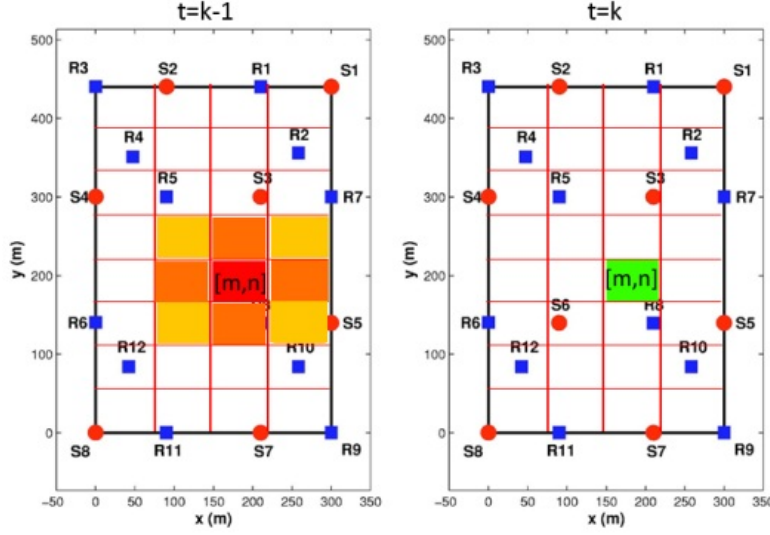 t=k-1
500
R3
S2
R1
S1
400
R4
R2
R5
S3
300
S4
R7
y (m)
200
[m,n]
R6
S5
100
R12
R10
0
S8
R11
S7
R9
-50 0 50 100 150 200 250 300 350
x (m)
t=k
500
R3
S2
R1
S1
400
R4
R2
R5
S3
300
S4
R7
y (m)
200
[m,n]
S6
R8
R6
S5
100
R12
R10
0
S8
R11
S7
R9
-50 0 50 100 150 200 250 300 350
x (m)